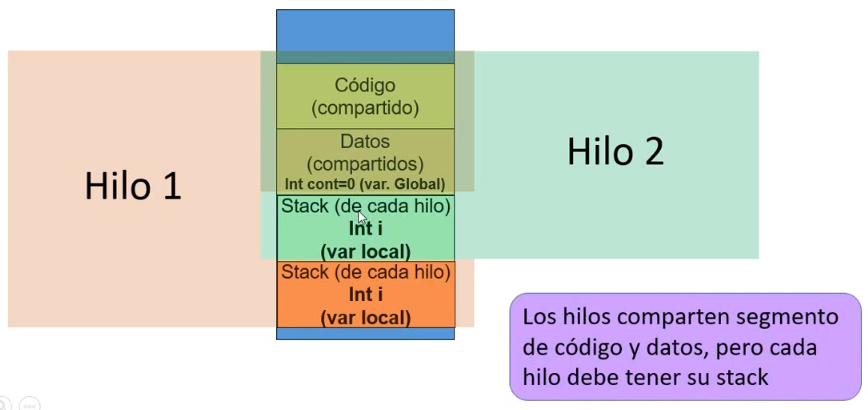 Hilo 1
Código
(compartido)
Datos
(compartidos)
Int cont=0 (var. Global)
Stack (de cada hilo)
Int i
(var local)
Stack (de cada hilo)
Int i
(var local)
Hilo 2
Los hilos comparten segmento
de código y datos, pero cada
hilo debe tener su stack